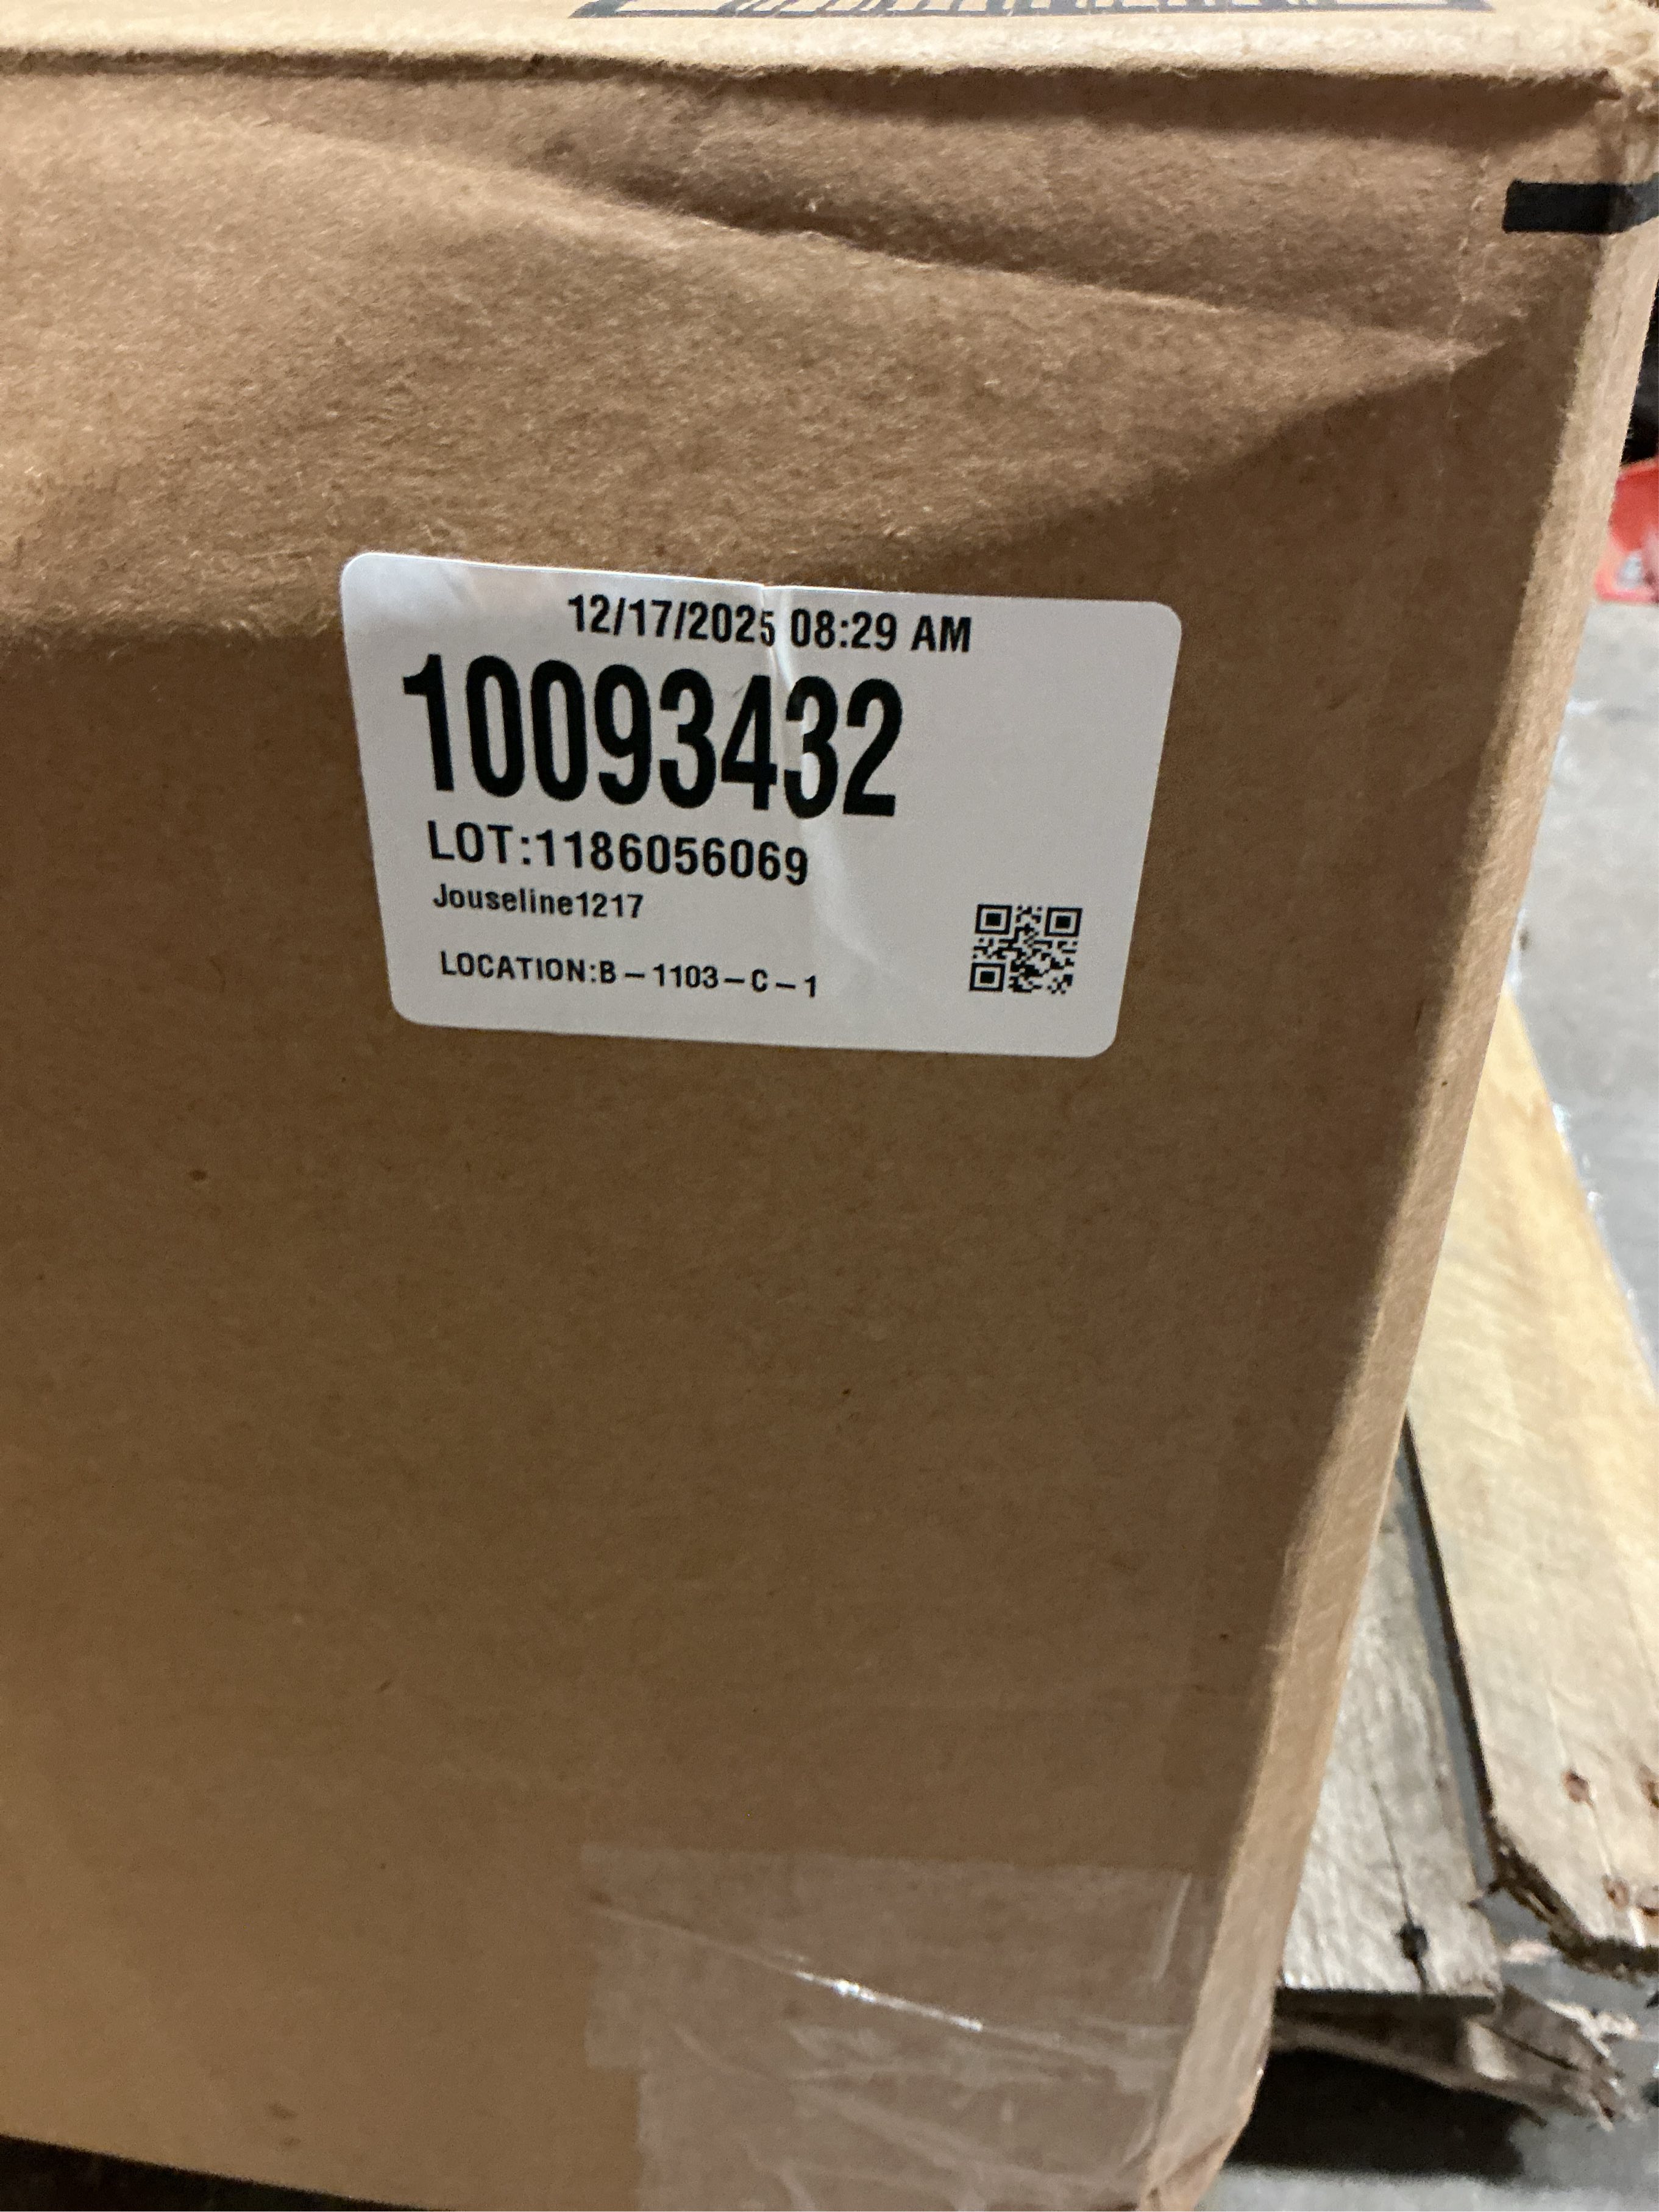 12/17/2025 08:29 AM
10093432
LOT:1186056069
Jouseline1217
LOCATION:B-1103-C-1